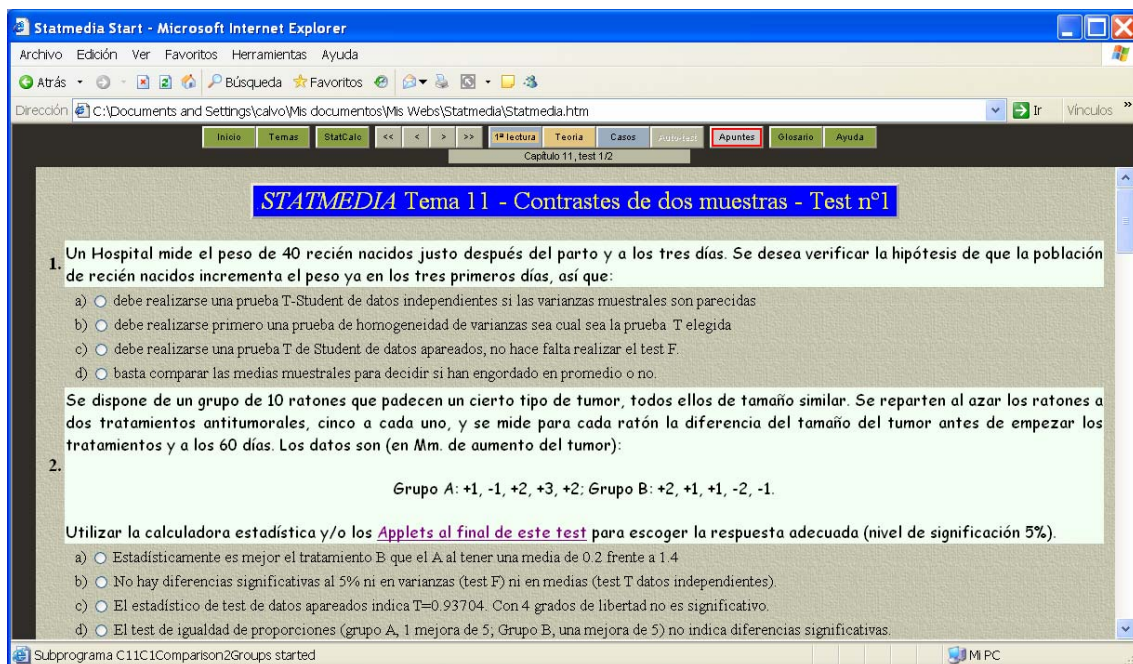 Statmedia Start - Microsoft Internet Explorer
Archivo Edición Ver Favoritos Herramientas Ayuda
Atrás Búsqueda Favoritos
Dirección C:\Documents and Settings\calvo\Mis documentos\Mis Webs\Statmedia\Statmedia.htm Ir Vínculos »
Inicio Temas StatCalc << < > >> 1ª lectura Teoría Casos Auto-test Apuntes Glosario Ayuda
Capítulo 11, test 1/2
STATMEDIA Tema 11 - Contrastes de dos muestras - Test nº1
1. Un Hospital mide el peso de 40 recién nacidos justo después del parto y a los tres días. Se desea verificar la hipótesis de que la población
de recién nacidos incrementa el peso ya en los tres primeros días, así que:
a) debe realizarse una prueba T-Student de datos independientes si las varianzas muestrales son parecidas
b) debe realizarse primero una prueba de homogeneidad de varianzas sea cual sea la prueba T elegida
c) debe realizarse una prueba T de Student de datos apareados, no hace falta realizar el test F.
d) basta comparar las medias muestrales para decidir si han engordado en promedio o no.
2. Se dispone de un grupo de 10 ratones que padecen un cierto tipo de tumor, todos ellos de tamaño similar. Se reparten al azar los ratones a
dos tratamientos antitumorales, cinco a cada uno, y se mide para cada ratón la diferencia del tamaño del tumor antes de empezar los
tratamientos y a los 60 días. Los datos son (en Mm. de aumento del tumor):
Grupo A: +1, -1, +2, +3, +2; Grupo B: +2, +1, +1, -2, -1.
Utilizar la calculadora estadística y/o los Applets al final de este test para escoger la respuesta adecuada (nivel de significación 5%).
a) Estadísticamente es mejor el tratamiento B que el A al tener una media de 0.2 frente a 1.4
b) No hay diferencias significativas al 5% ni en varianzas (test F) ni en medias (test T datos independientes).
c) El estadístico de test de datos apareados indica T=0.93704. Con 4 grados de libertad no es significativo.
d) El test de igualdad de proporciones (grupo A, 1 mejora de 5; Grupo B, una mejora de 5) no indica diferencias significativas.
Subprograma C11C1Comparison2Groups started Mi PC